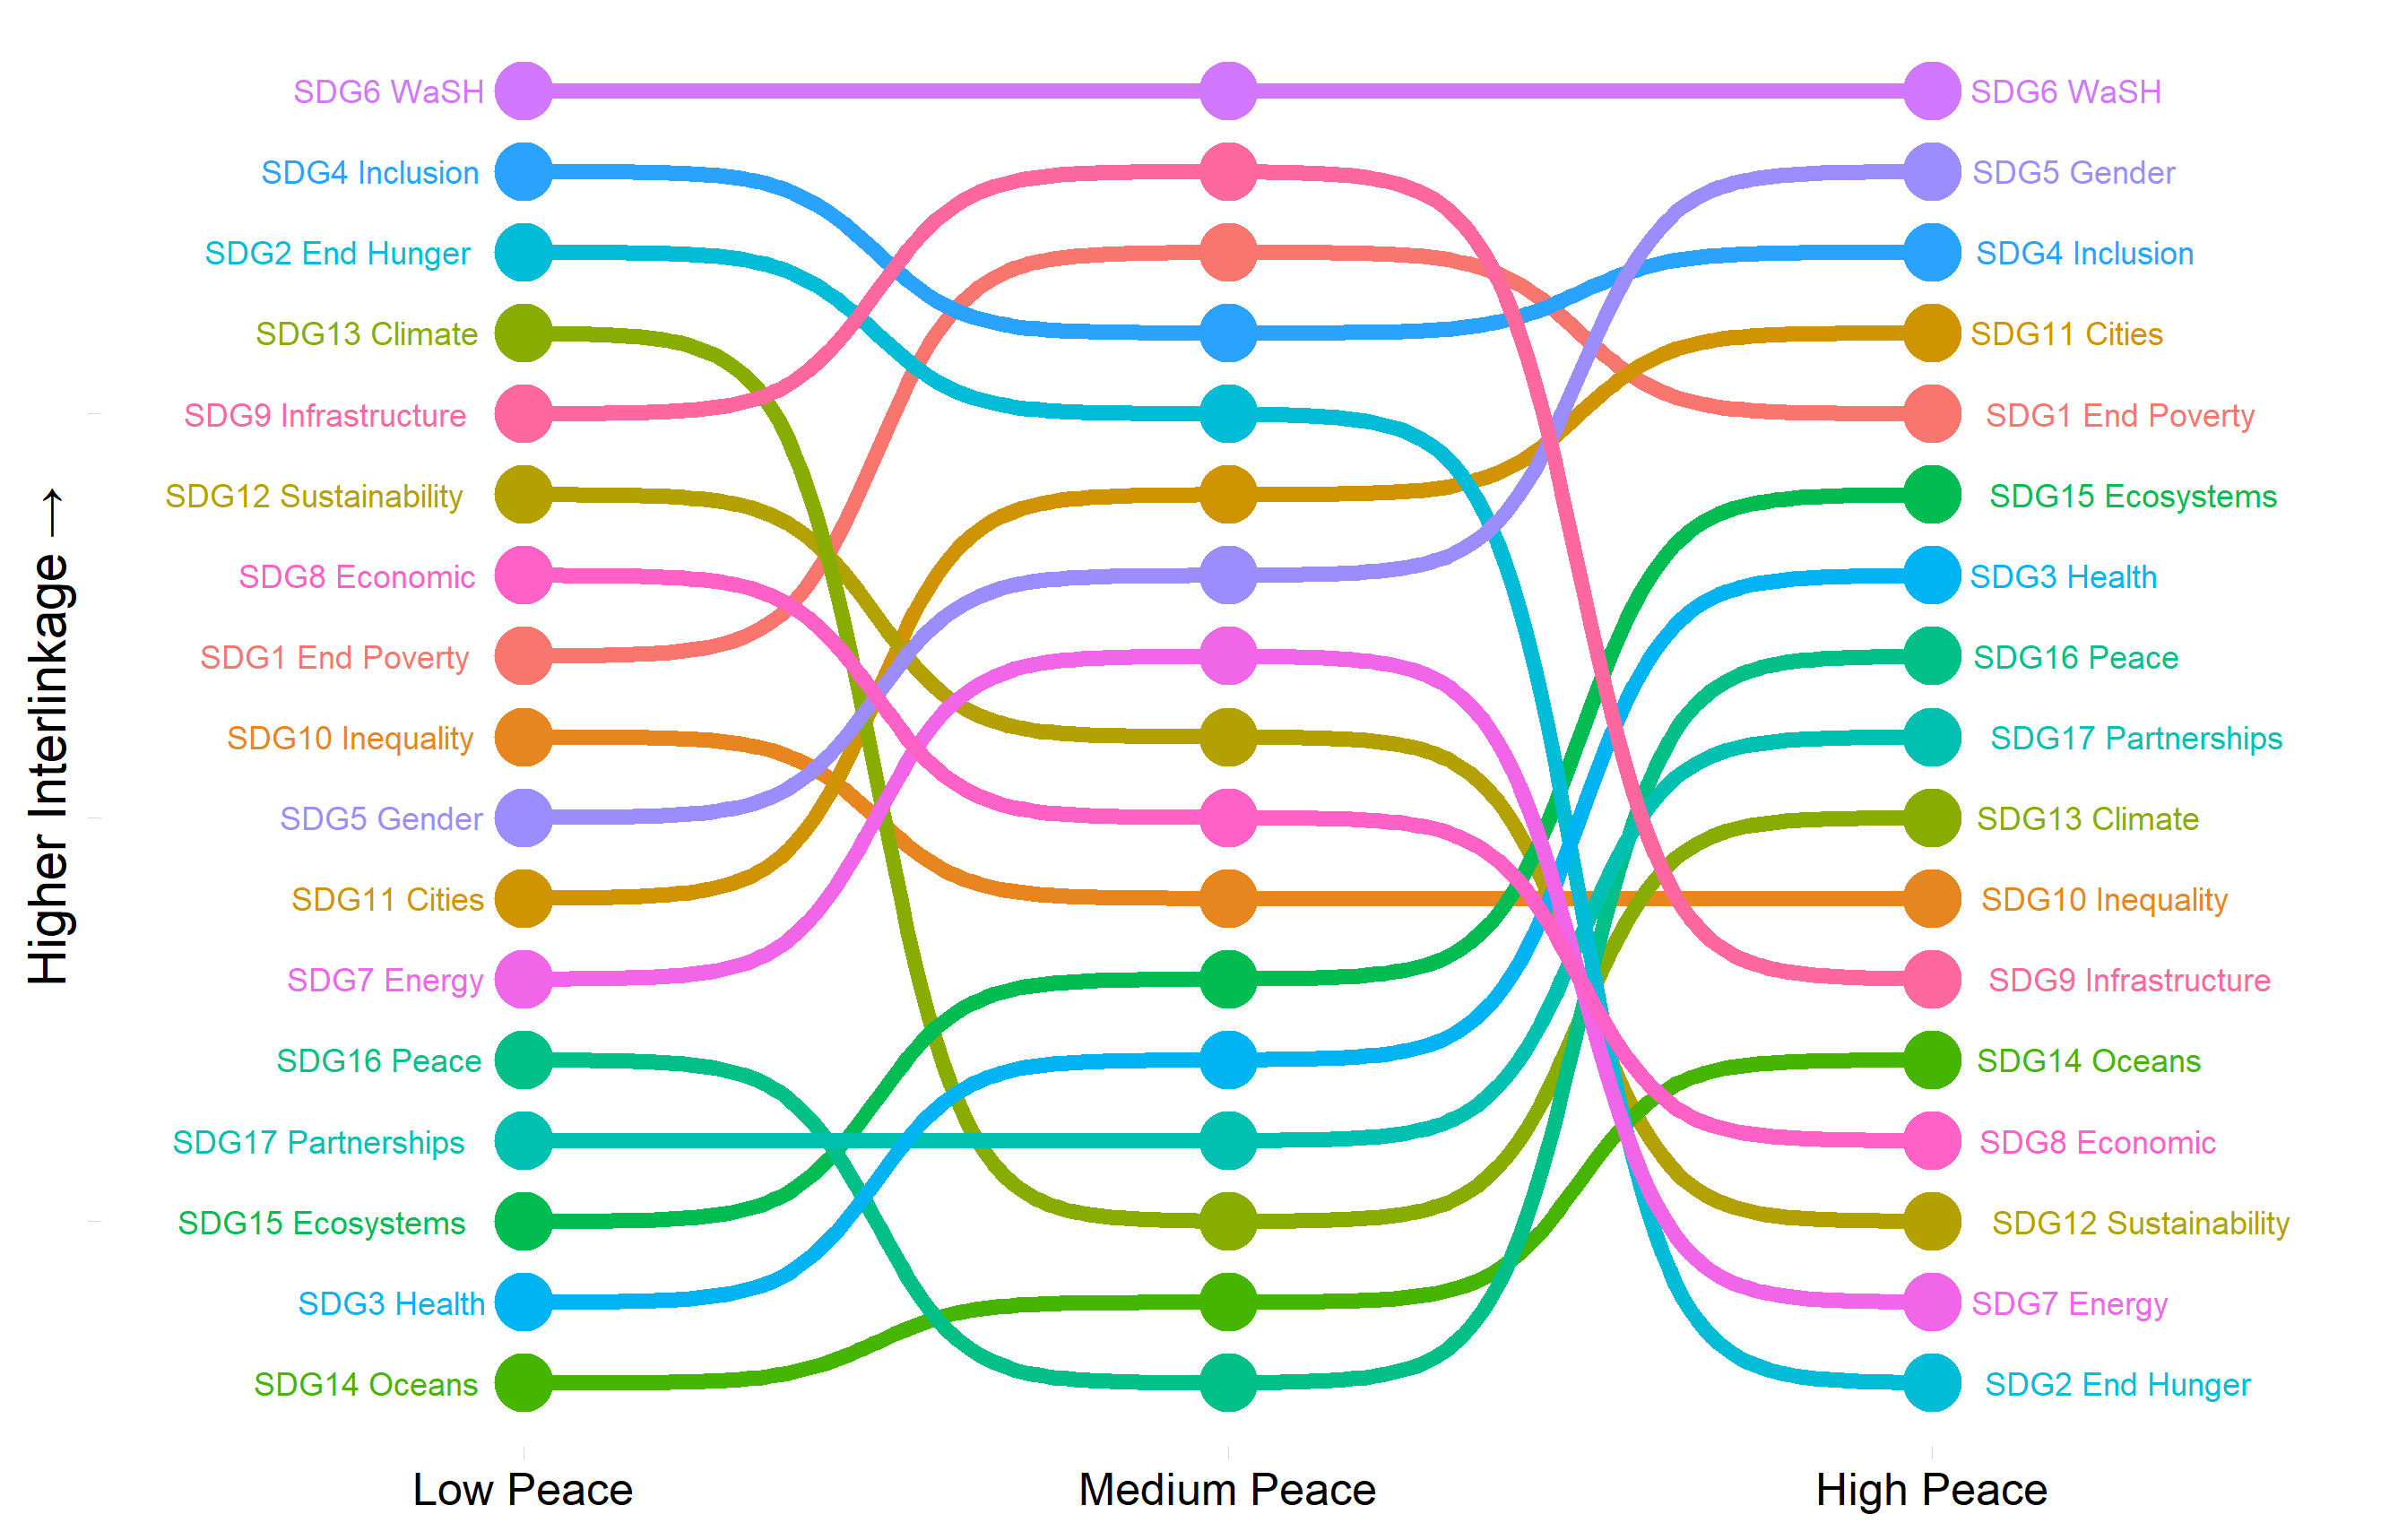 SDG6 WaSH
SDG4 Inclusion
SDG2 End Hunger
SDG13 Climate
SDG9 Infrastructure
SDG12 Sustainability
SDG8 Economic
SDG1 End Poverty
SDG10 Inequality
SDG5 Gender
SDG11 Cities
SDG7 Energy
SDG16 Peace
SDG17 Partnerships
SDG15 Ecosystems
SDG3 Health
SDG14 Oceans
SDG6 WaSH
SDG5 Gender
SDG4 Inclusion
SDG11 Cities
SDG1 End Poverty
SDG15 Ecosystems
SDG3 Health
SDG16 Peace
SDG17 Partnerships
SDG13 Climate
SDG10 Inequality
SDG9 Infrastructure
SDG14 Oceans
SDG8 Economic
SDG12 Sustainability
SDG7 Energy
SDG2 End Hunger
Higher Interlinkage →
Low Peace
Medium Peace
High Peace